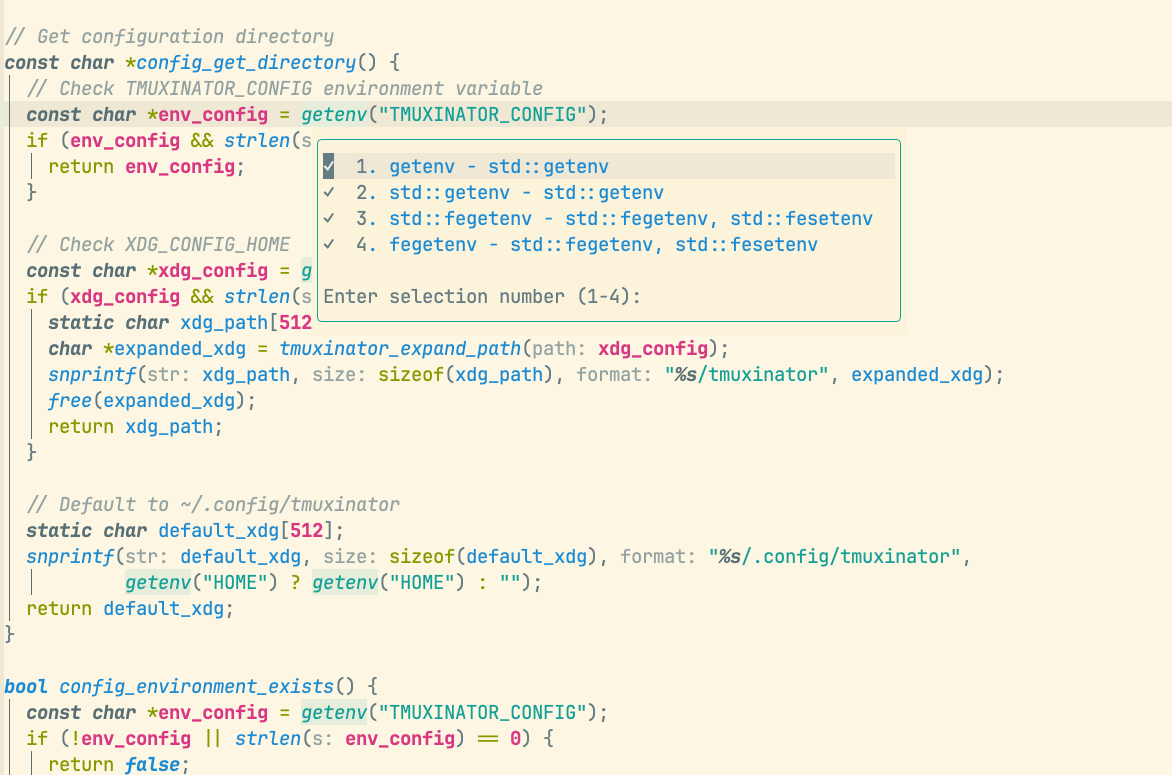 // Get configuration directory
const char *config_get_directory() {
// Check TMUXINATOR_CONFIG environment variable
const char *env_config = getenv("TMUXINATOR_CONFIG");
if (env_config && strlen(s
return env_config;
}
✓ 1. getenv - std::getenv
✓ 2. std::getenv - std::getenv
✓ 3. std::fegetenv - std::fegetenv, std::fesetenv
✓ 4. fegetenv - std::fegetenv, std::fesetenv
Enter selection number (1-4):
// Check XDG_CONFIG_HOME
const char *xdg_config = g
if (xdg_config && strlen(s
static char xdg_path[512
char *expanded_xdg = tmuxinator_expand_path(path: xdg_config);
snprintf(str: xdg_path, size: sizeof(xdg_path), format: "%s/tmuxinator", expanded_xdg);
free(expanded_xdg);
return xdg_path;
}
// Default to ~/.config/tmuxinator
static char default_xdg[512];
snprintf(str: default_xdg, size: sizeof(default_xdg), format: "%s/.config/tmuxinator",
getenv("HOME") ? getenv("HOME") : "");
return default_xdg;
}
bool config_environment_exists() {
const char *env_config = getenv("TMUXINATOR_CONFIG");
if (!env_config || strlen(s: env_config) == 0) {
return false;